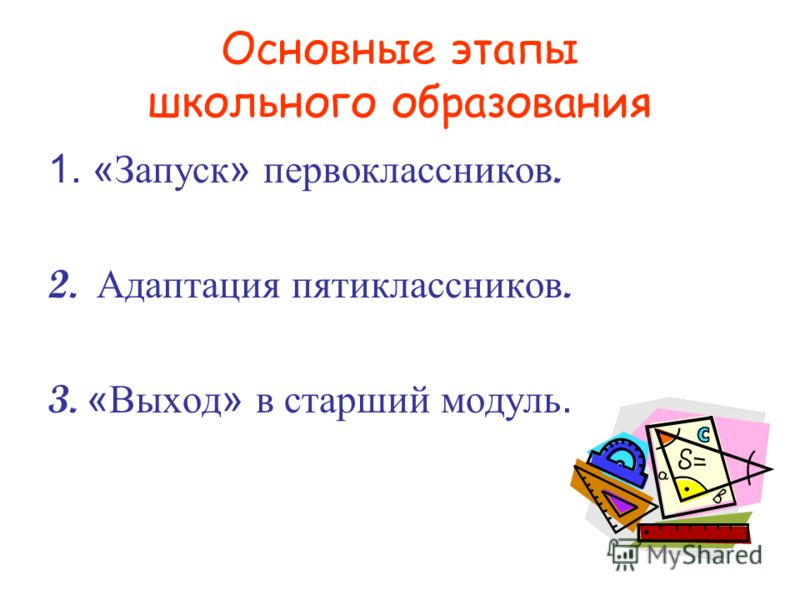 Основные этапы
школьного образования
1. «Запуск» первоклассников.
2. Адаптация пятиклассников.
3. «Выход» в старший модуль.
C
S=
a
b
MyShared